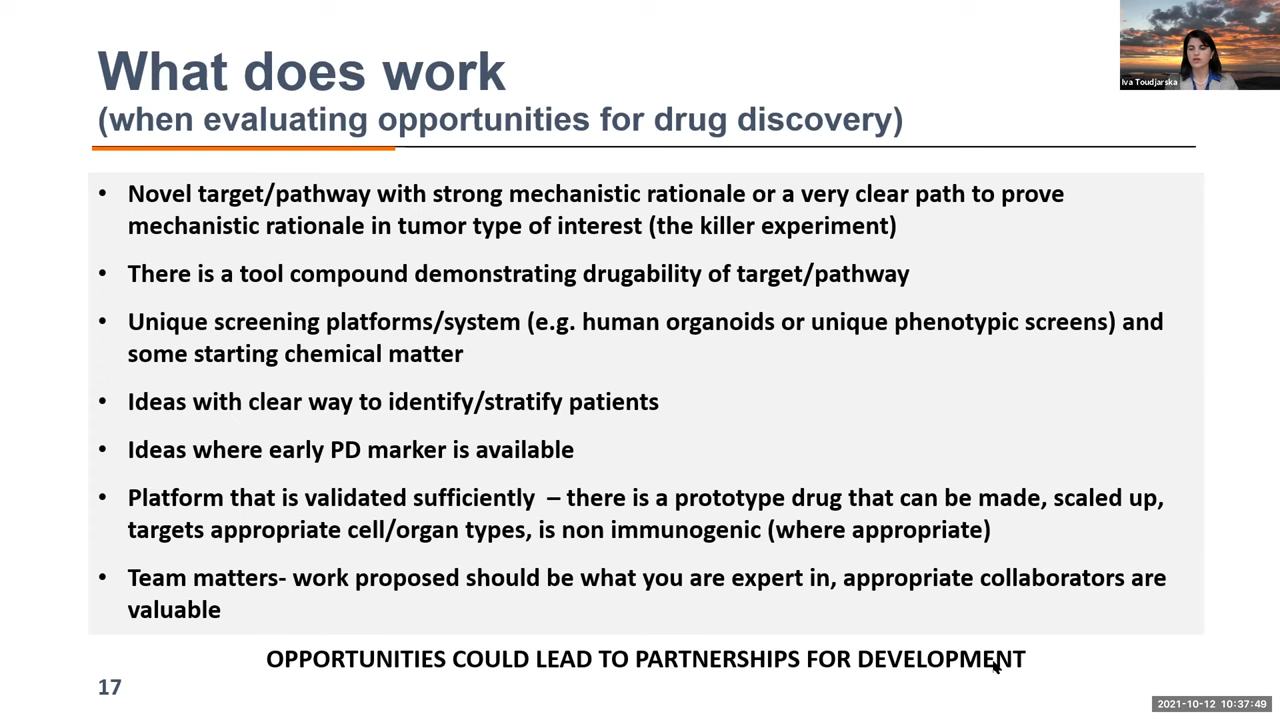 What does work
Iva Toudjarska
(when evaluating opportunities for drug discovery)
• Novel target/pathway with strong mechanistic rationale or a very clear path to prove
mechanistic rationale in tumor type of interest (the killer experiment)
• There is a tool compound demonstrating drugability of target/pathway
• Unique screening platforms/system (e.g. human organoids or unique phenotypic screens) and
some starting chemical matter
• Ideas with clear way to identify/stratify patients
• Ideas where early PD marker is available
• Platform that is validated sufficiently – there is a prototype drug that can be made, scaled up,
targets appropriate cell/organ types, is non immunogenic (where appropriate)
• Team matters- work proposed should be what you are expert in, appropriate collaborators are
valuable
OPPORTUNITIES COULD LEAD TO PARTNERSHIPS FOR DEVELOPMENT
17
2021-10-12 10:37:49